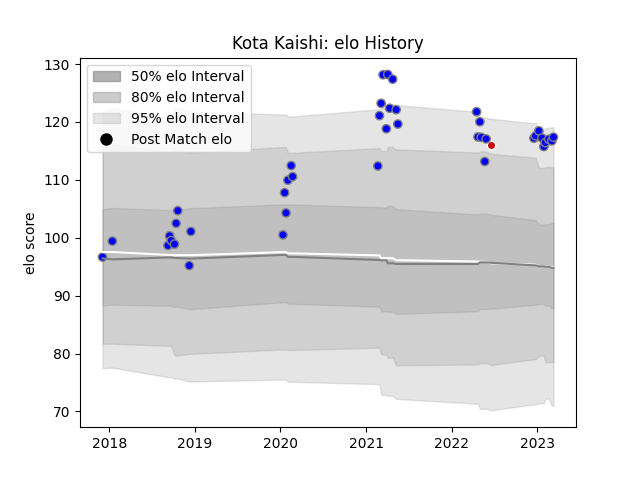 Kota Kaishi: elo History
50% elo Interval
80% elo Interval
95% elo Interval
Post Match elo
elo score
130
120
110
100
90
80
70
2018 2019 2020 2021 2022 2023